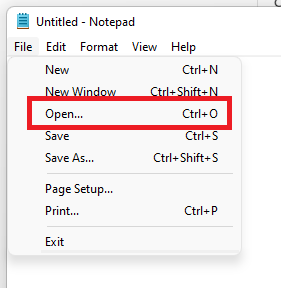 Untitled - Notepad
File Edit Format View Help
New Ctrl+N
New Window Ctrl+Shift+N
Open... Ctrl+O
Save Ctrl+S
Save As... Ctrl+Shift+S
Page Setup...
Print... Ctrl+P
Exit